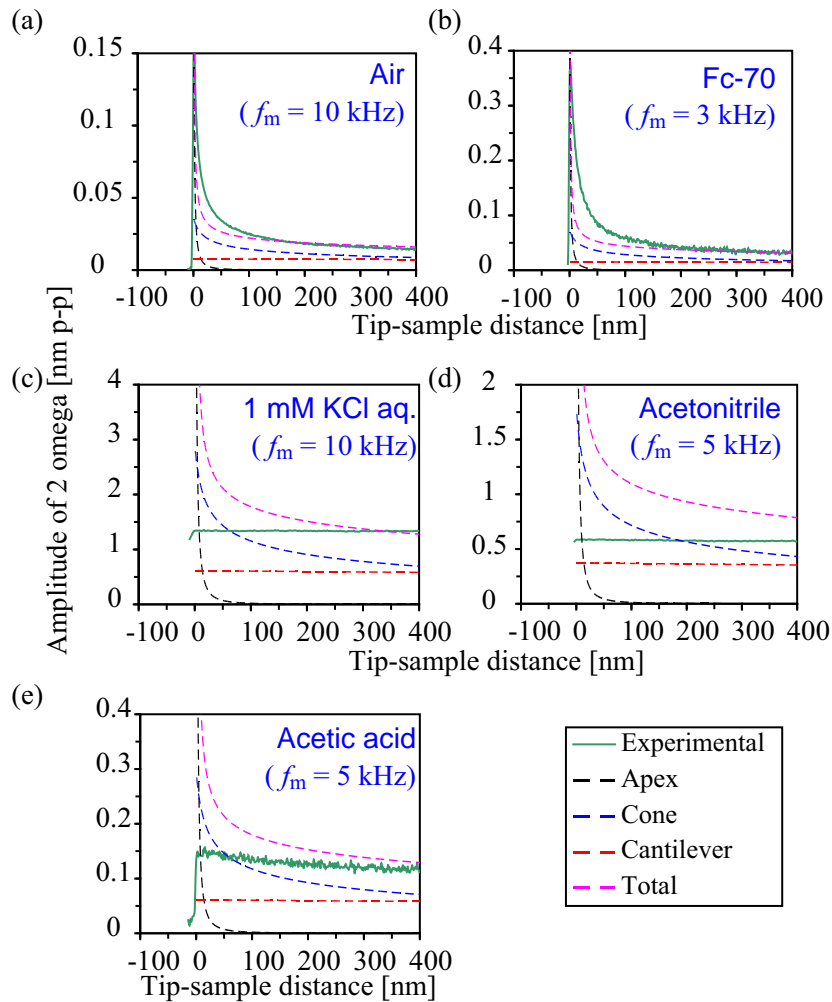 (a)
0.15
0.1
0.05
0
-100 0 100 200 300 400
Air
( fm = 10 kHz)
Tip-sample distance [nm]
(b)
0.4
0.3
0.2
0.1
0
-100 0 100 200 300 400
Fc-70
( fm = 3 kHz)
Tip-sample distance [nm]
Amplitude of 2 omega [nm p-p]
(c)
4
3
2
1
0
-100 0 100 200 300 400
1 mM KCl aq.
( fm = 10 kHz)
Tip-sample distance [nm]
(d)
2
1.5
1
0.5
0
-100 0 100 200 300 400
Acetonitrile
( fm = 5 kHz)
(e)
0.4
0.3
0.2
0.1
0
-100 0 100 200 300 400
Acetic acid
( fm = 5 kHz)
Tip-sample distance [nm]
Experimental
Apex
Cone
Cantilever
Total